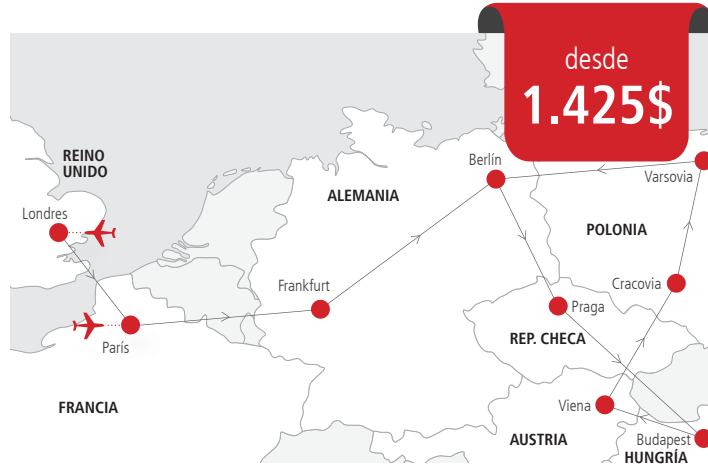 desde
1.425$
REINO
UNIDO
Berlín
Varsovia
ALEMANIA
Londres
POLONIA
Frankfurt
Cracovia
Praga
París
REP. CHECA
FRANCIA
Viena
AUSTRIA
Budapest
HUNGRÍA